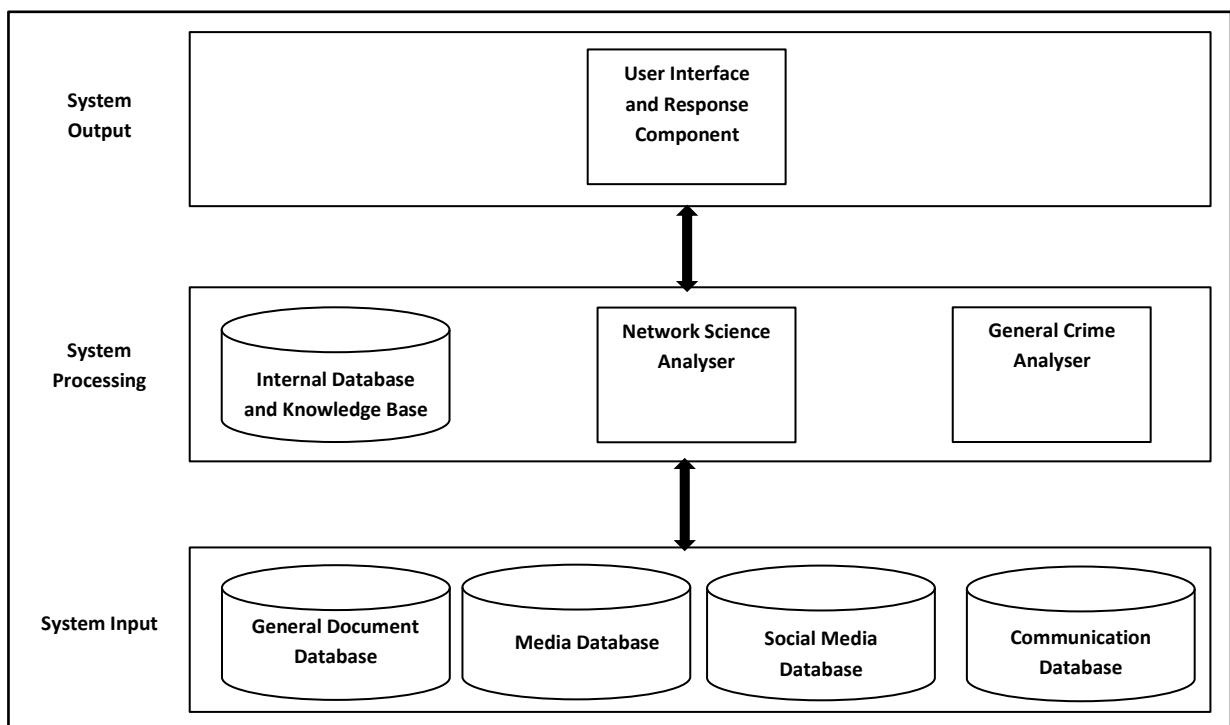 System
Output
User Interface
and Response
Component
System
Processing
Internal Database
and Knowledge Base
Network Science
Analyser
General Crime
Analyser
System Input
General Document
Database
Media Database
Social Media
Database
Communication
Database